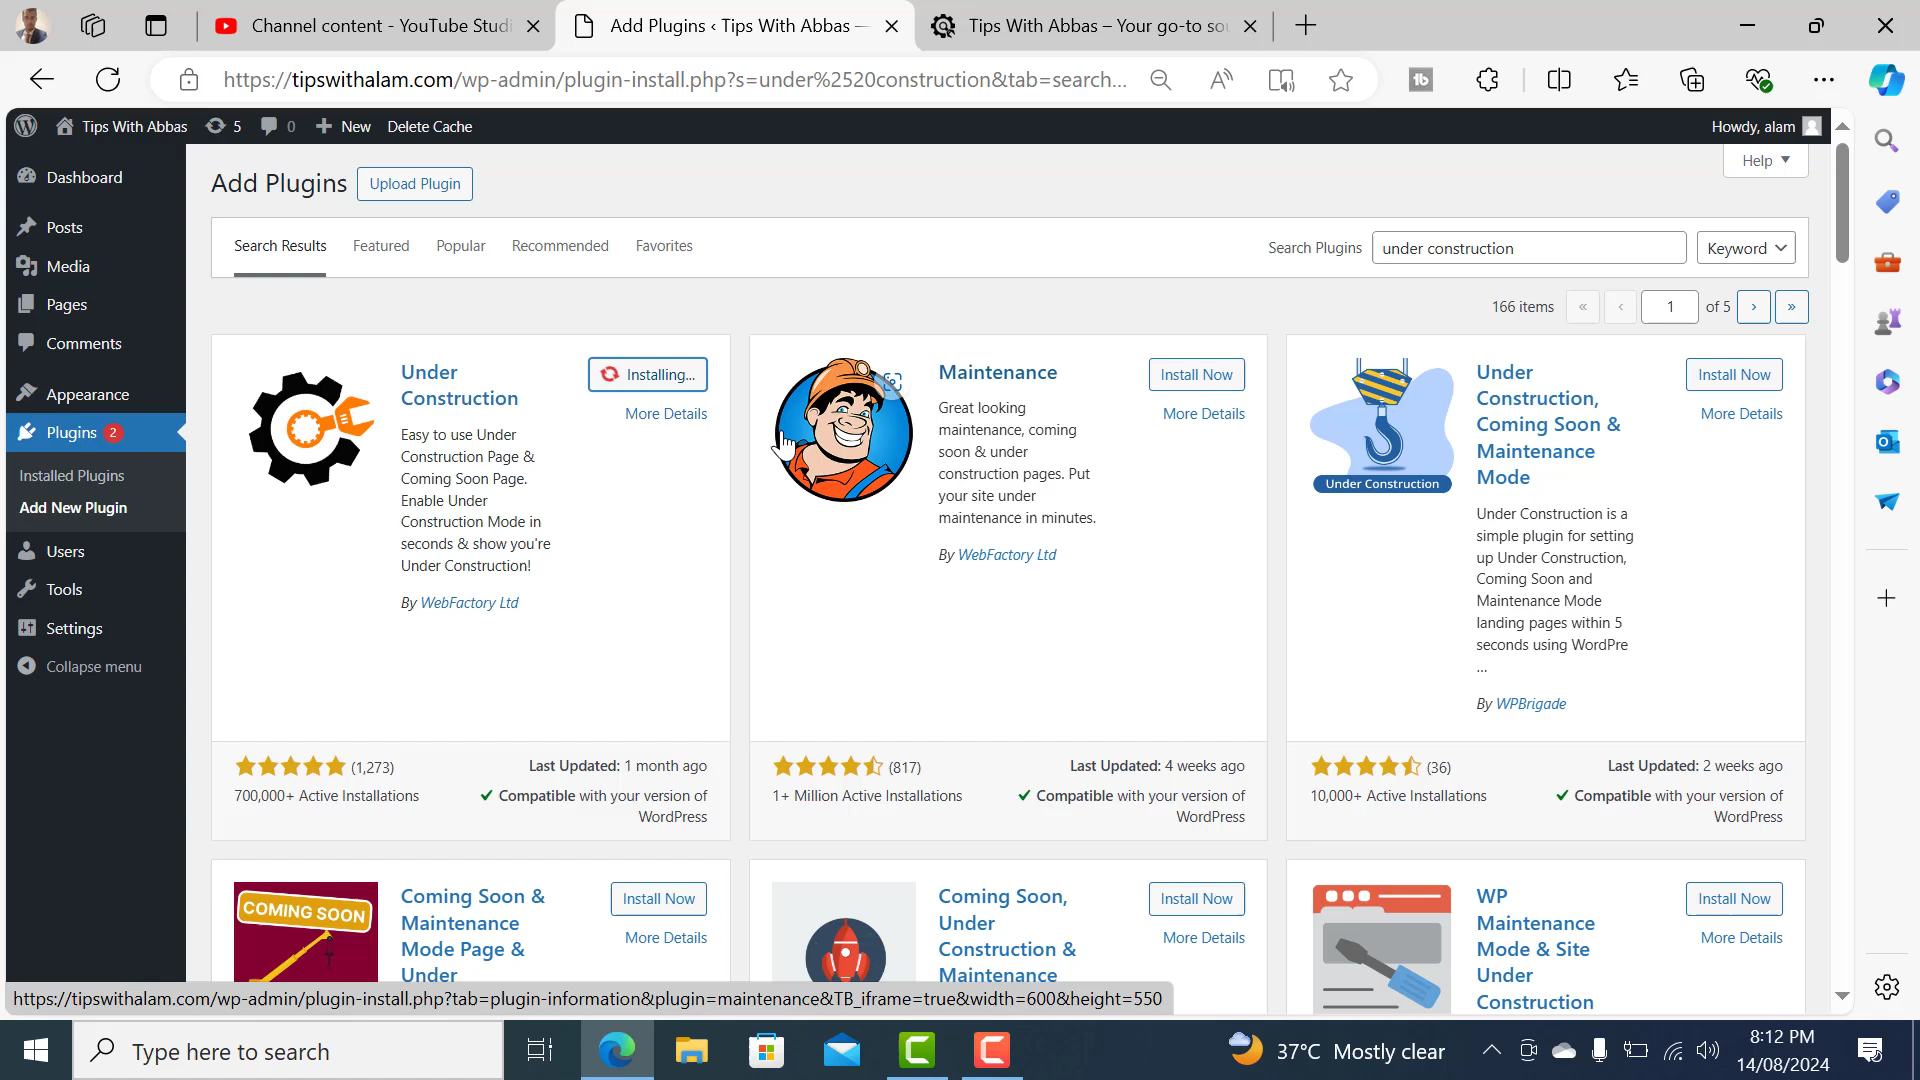 Channel content - YouTube Studi
Add Plugins ‹ Tips With Abbas —
Tips With Abbas – Your go-to so
https://tipswithalam.com/wp-admin/plugin-install.php?s=under%2520construction&tab=search...
Tips With Abbas
5
0
New
Delete Cache
Howdy, alam
Dashboard
Posts
Media
Pages
Comments
Appearance
Plugins 2
Installed Plugins
Add New Plugin
Users
Tools
Settings
Collapse menu
Help
Add Plugins
Upload Plugin
Search Results
Featured
Popular
Recommended
Favorites
Search Plugins
under construction
Keyword
166 items
«
‹
1
of 5
›
»
Under
Construction
Installing...
More Details
Easy to use Under
Construction Page &
Coming Soon Page.
Enable Under
Construction Mode in
seconds & show you're
Under Construction!
By WebFactory Ltd
(1,273)
700,000+ Active Installations
Last Updated: 1 month ago
Compatible with your version of
WordPress
Maintenance
Install Now
More Details
Great looking
maintenance, coming
soon & under
construction pages. Put
your site under
maintenance in minutes.
By WebFactory Ltd
(817)
1+ Million Active Installations
Last Updated: 4 weeks ago
Compatible with your version of
WordPress
Under Construction
Under
Construction,
Coming Soon &
Maintenance
Mode
Install Now
More Details
Under Construction is a
simple plugin for setting
up Under Construction,
Coming Soon and
Maintenance Mode
landing pages within 5
seconds using WordPre
...
By WPBrigade
(36)
10,000+ Active Installations
Last Updated: 2 weeks ago
Compatible with your version of
WordPress
COMING SOON
Coming Soon &
Maintenance
Mode Page &
Under
Install Now
More Details
Coming Soon,
Under
Construction &
Maintenance
Install Now
More Details
WP
Maintenance
Mode & Site
Under
Construction
Install Now
More Details
https://tipswithalam.com/wp-admin/plugin-install.php?tab=plugin-information&plugin=maintenance&TB_iframe=true&width=600&height=550
Type here to search
37°C Mostly clear
8:12 PM
14/08/2024